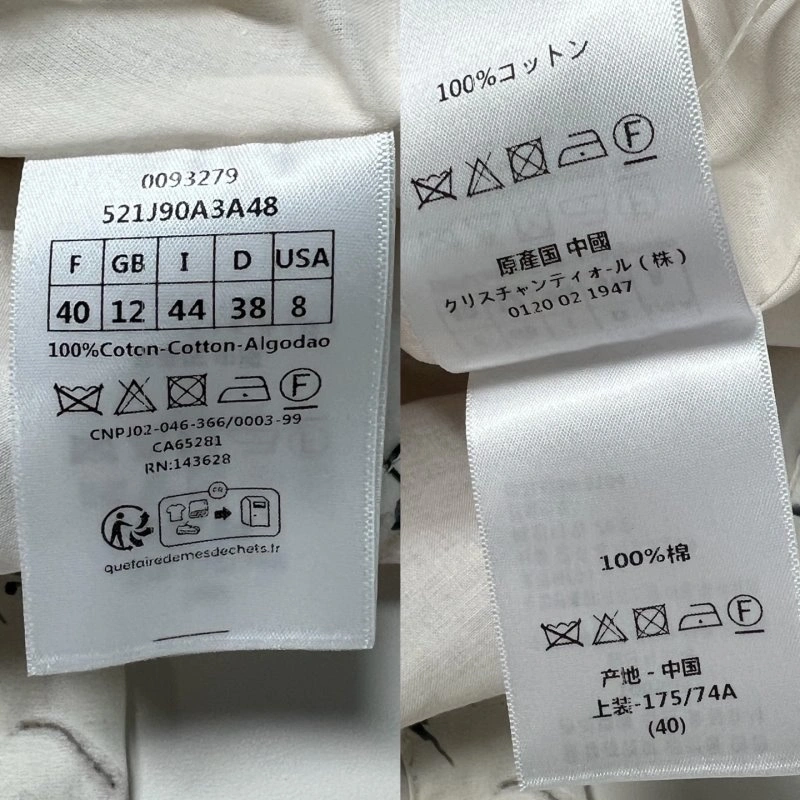 0093279
521J90A3A48
F GB I D USA
40 12 44 38 8
100%Coton-Cotton-Algodao
F
CNPJ02-046-366/0003-99
CA65281
RN:143628
FR
quefairedemesdechets.fr
100%コットン
F
原産国 中國
クリスチャンディオール(株)
0120 02 1947
100%棉
F
产地 - 中国
上装-175/74A
(40)